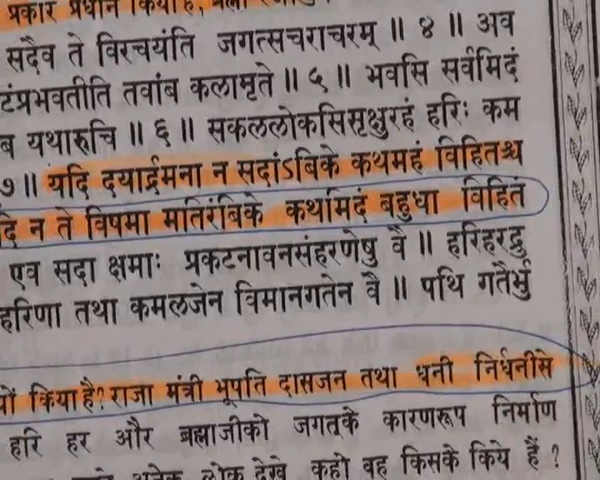 प्रकार प्रधान किया है,
सदैव ते विरचयंति जगत्सचराचरम् ॥ ४ ॥ अव
टंप्रभवतीति तवांब कलामृते ॥ ५ ॥ भवसि सर्वमिदं
ब यथारुचि ॥ ६ ॥ सकललोकसिसृक्षुरहं हरिः कम
७ ॥ यदि दयार्द्रमना न सदांऽबिके कथमहं विहितश्च
दि न ते विषमा मतिरंबिके कथमिदं बहुधा विहितं
एव सदा क्षमाः प्रकटनावनसंहरणेषु वै ॥ हरिहरद्रु
हरिणा तथा कमलजेन विमानगतेन वै ॥ पथि गतैर्भु
यों किया है? राजा मंत्री भूपति दासजन तथा धनी निर्धनीसे
हरि हर और ब्रह्माजीको जगत्के कारणरूप निर्माण
अनेक लोक देखे कहो वह किसके किये हैं ?